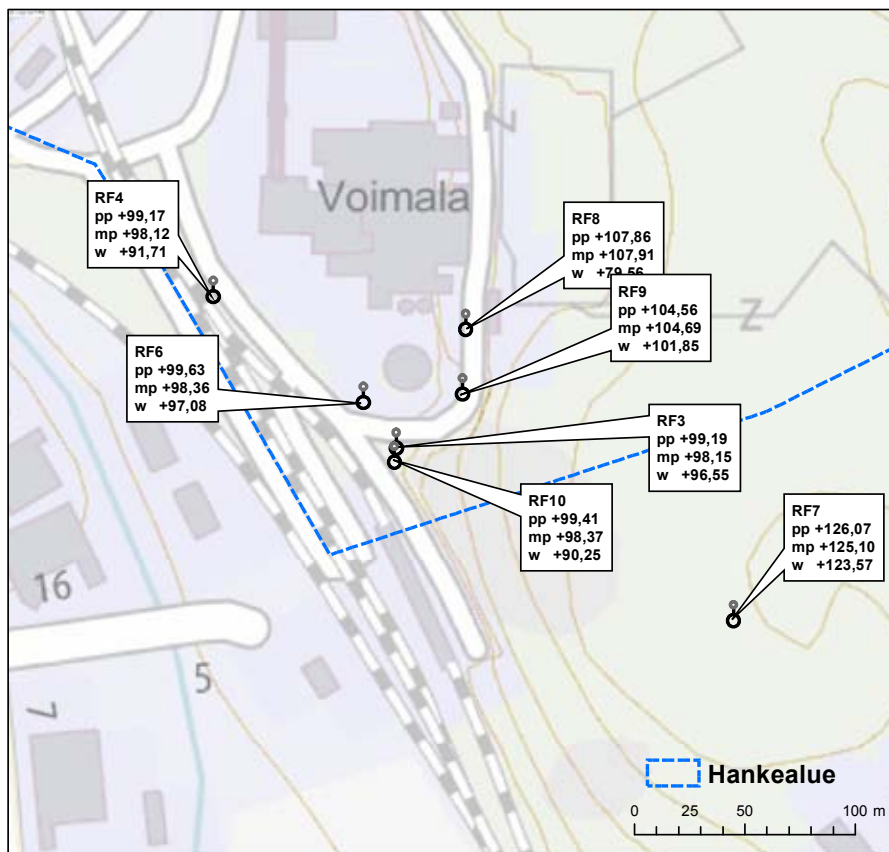 RF4
pp +99,17
mp +98,12
w +91,71
Voimala
Z
RF8
pp +107,86
mp +107,91
w +79,56
RF9
pp +104,56
mp +104,69
w +101,85
Z
RF6
pp +99,63
mp +98,36
w +97,08
RF3
pp +99,19
mp +98,15
w +96,55
RF10
pp +99,41
mp +98,37
w +90,25
RF7
pp +126,07
mp +125,10
w +123,57
16
5
7
Hankealue
0 25 50 100 m